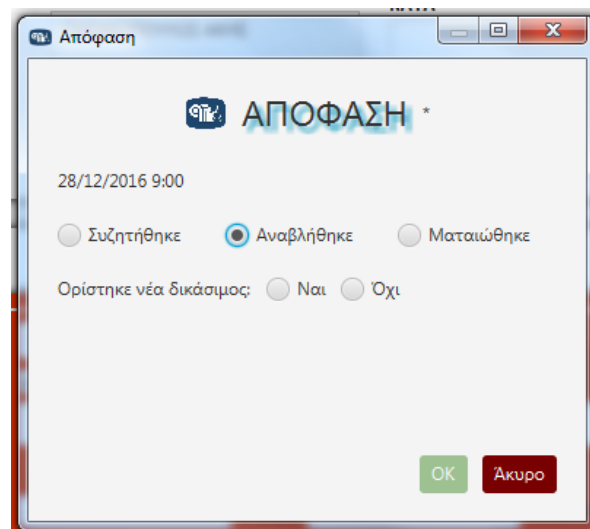 Απόφαση
ΑΠΟΦΑΣΗ *
28/12/2016 9:00
Συζητήθηκε Αναβλήθηκε Ματαιώθηκε
Ορίστηκε νέα δικάσιμος; Ναι Όχι
OK Άκυρο